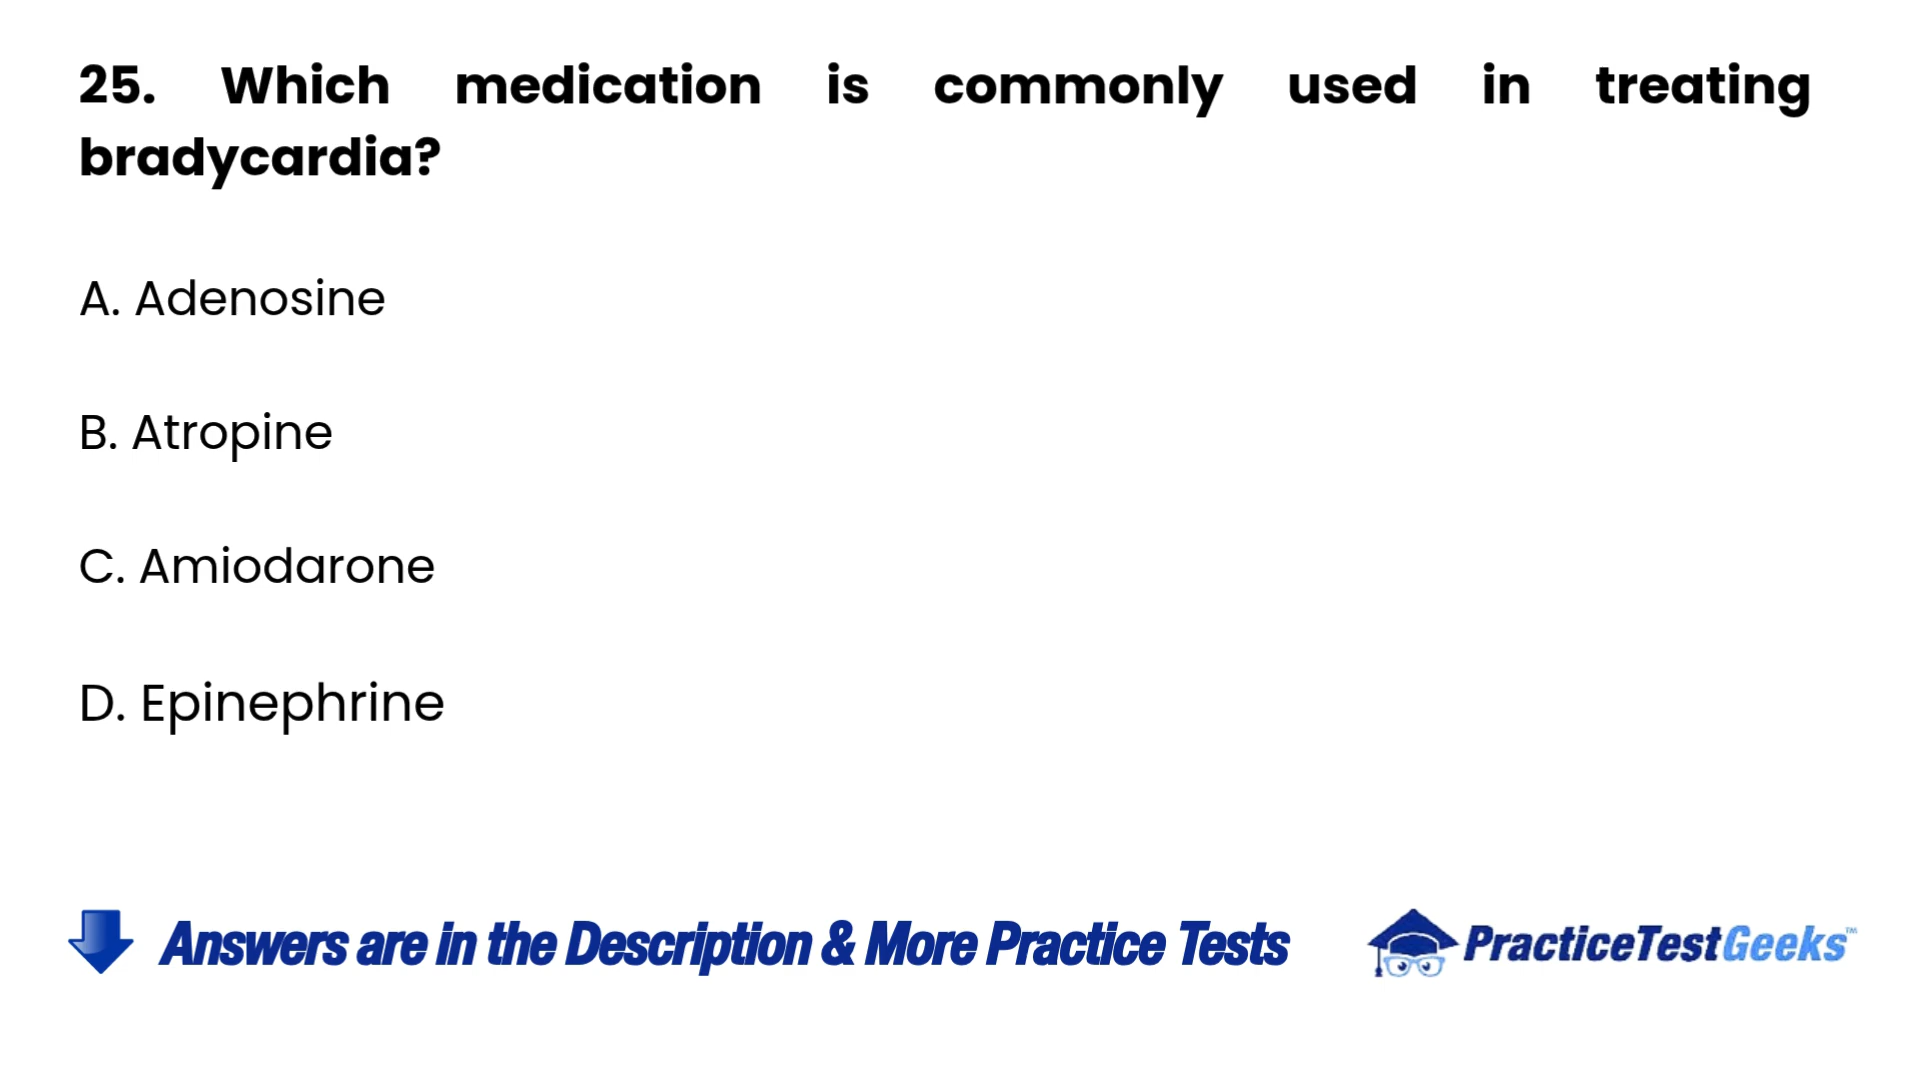 25. Which medication is commonly used in treating
bradycardia?
A. Adenosine
B. Atropine
C. Amiodarone
D. Epinephrine
Answers are in the Description & More Practice Tests
PracticeTestGeeks™